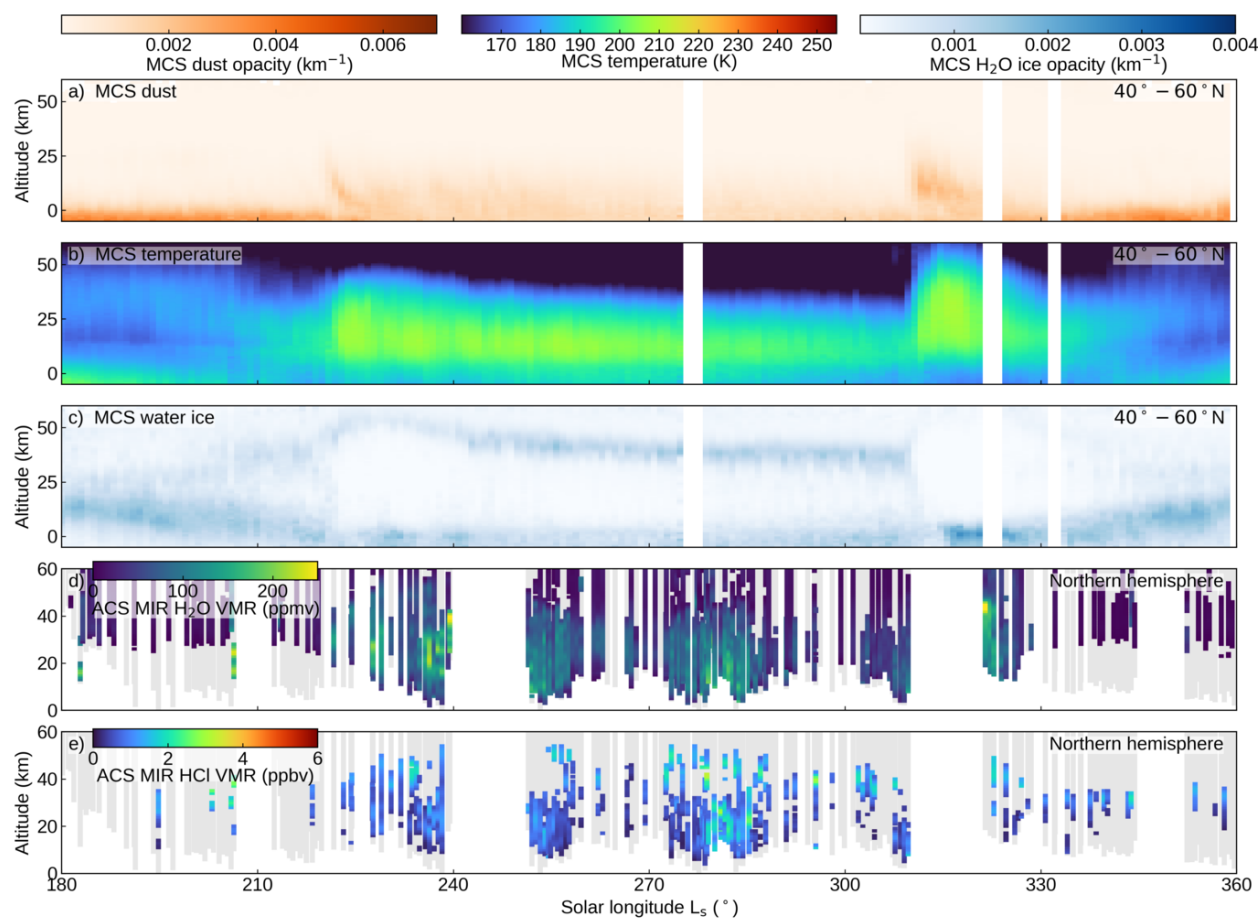 0.002 0.004 0.006
MCS dust opacity (km⁻¹)
170 180 190 200 210 220 230 240 250
MCS temperature (K)
0.001 0.002 0.003 0.004
MCS H₂O ice opacity (km⁻¹)
a) MCS dust
40° − 60°N
50
25
0
Altitude (km)
b) MCS temperature
40° − 60°N
50
25
0
Altitude (km)
c) MCS water ice
40° − 60°N
50
25
0
Altitude (km)
d)
0 100 200
ACS MIR H₂O VMR (ppmv)
Northern hemisphere
60
40
20
0
Altitude (km)
e)
0 2 4 6
ACS MIR HCl VMR (ppbv)
Northern hemisphere
60
40
20
0
Altitude (km)
180 210 240 270 300 330 360
Solar longitude Lₛ (°)